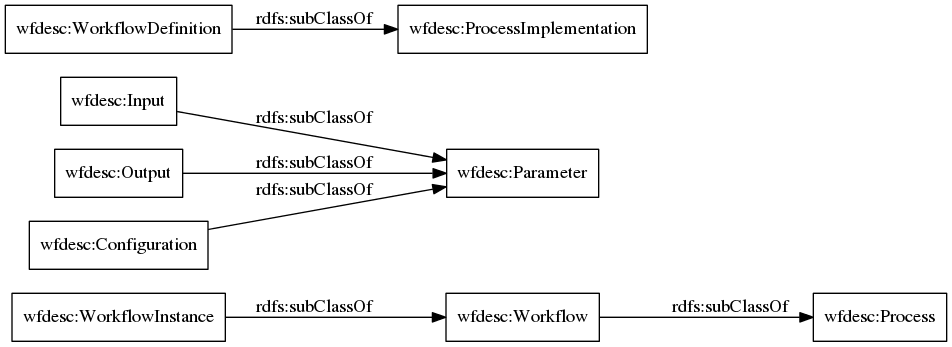 wfdesc:WorkflowDefinition
rdfs:subClassOf
wfdesc:ProcessImplementation
wfdesc:Input
rdfs:subClassOf
wfdesc:Output
rdfs:subClassOf
wfdesc:Parameter
rdfs:subClassOf
wfdesc:Configuration
wfdesc:WorkflowInstance
rdfs:subClassOf
wfdesc:Workflow
rdfs:subClassOf
wfdesc:Process